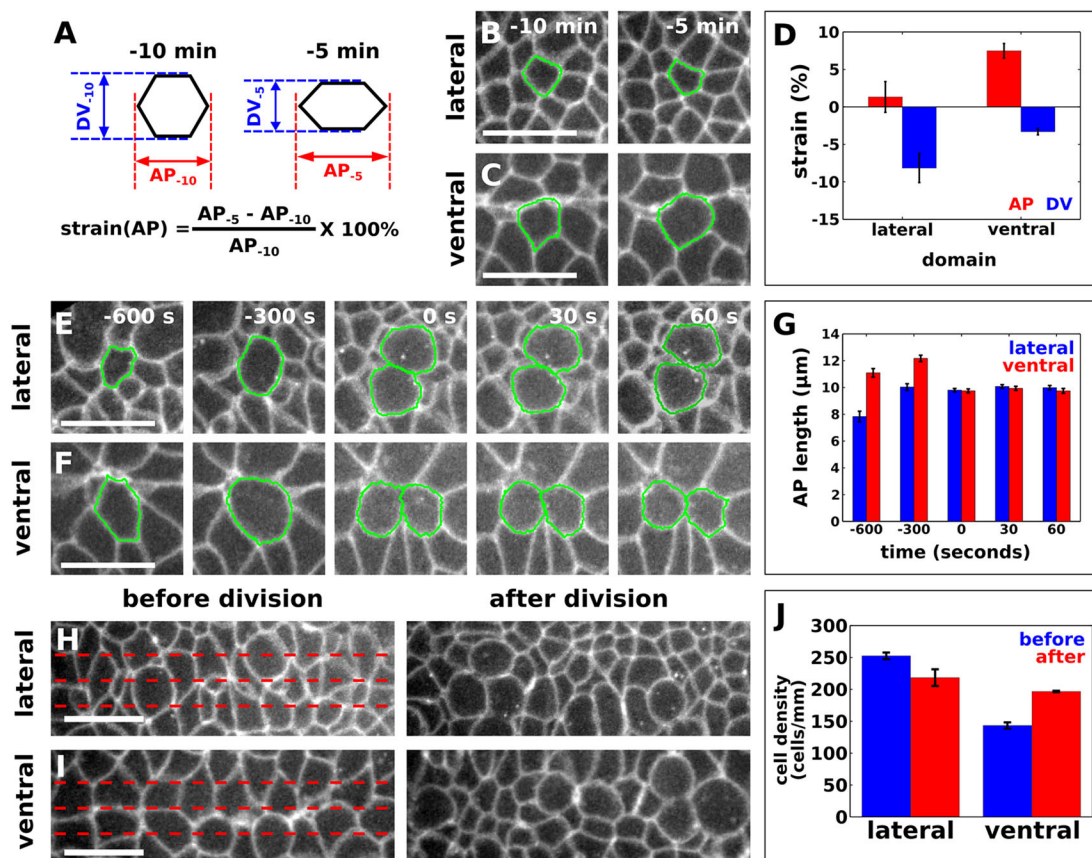 A
-10 min
-5 min
DV-10
DV-5
AP-10
AP-5
strain(AP) = AP-5 - AP-10 / AP-10 X 100%
B
-10 min
-5 min
lateral
C
ventral
D
strain (%)
10
5
0
-5
-10
-15
AP DV
lateral ventral
domain
E
-600 s
-300 s
0 s
30 s
60 s
lateral
F
ventral
G
AP length (μm)
14
12
10
8
6
4
2
0
lateral
ventral
-600 -300 0 30 60
time (seconds)
before division
after division
H
lateral
I
ventral
J
cell density
(cells/mm)
300
250
200
150
100
50
0
before
after
lateral ventral